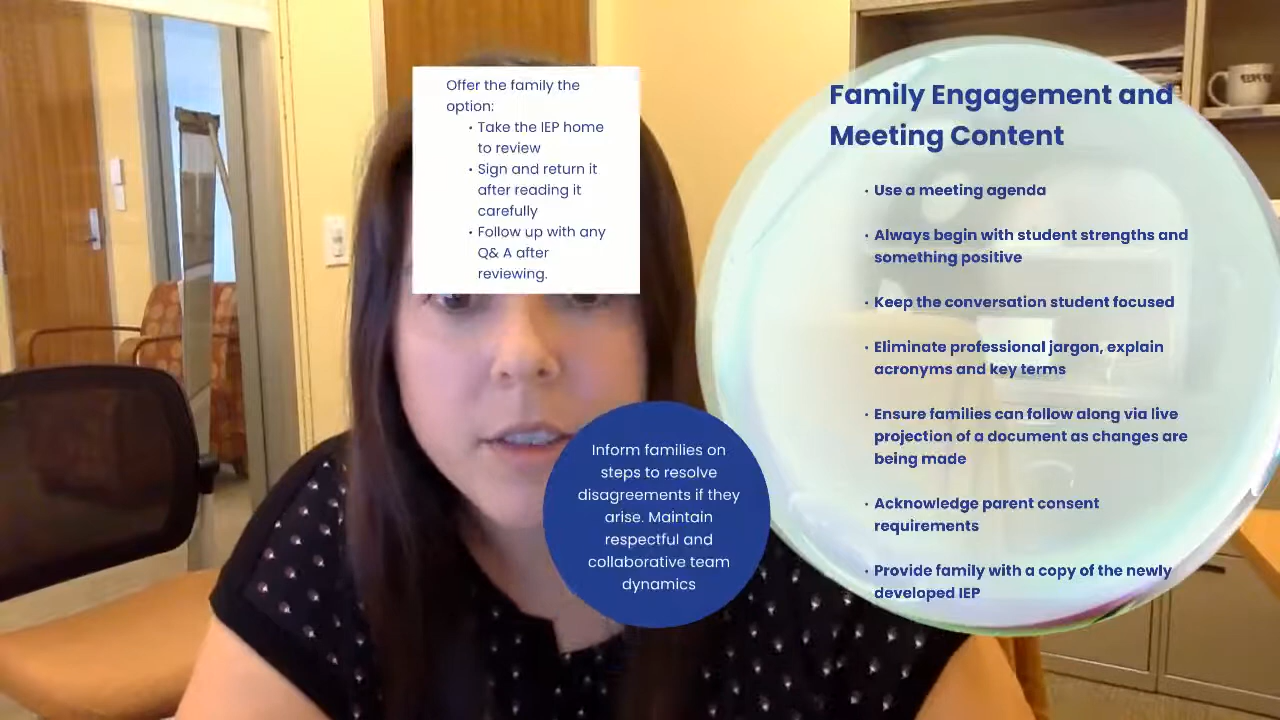 Offer the family the
option:
• Take the IEP home
to review
• Sign and return it
after reading it
carefully
• Follow up with any
Q& A after
reviewing.
Inform families on
steps to resolve
disagreements if they
arise. Maintain
respectful and
collaborative team
dynamics
Family Engagement and
Meeting Content
• Use a meeting agenda
• Always begin with student strengths and
something positive
• Keep the conversation student focused
• Eliminate professional jargon, explain
acronyms and key terms
• Ensure families can follow along via live
projection of a document as changes are
being made
• Acknowledge parent consent
requirements
• Provide family with a copy of the newly
developed IEP